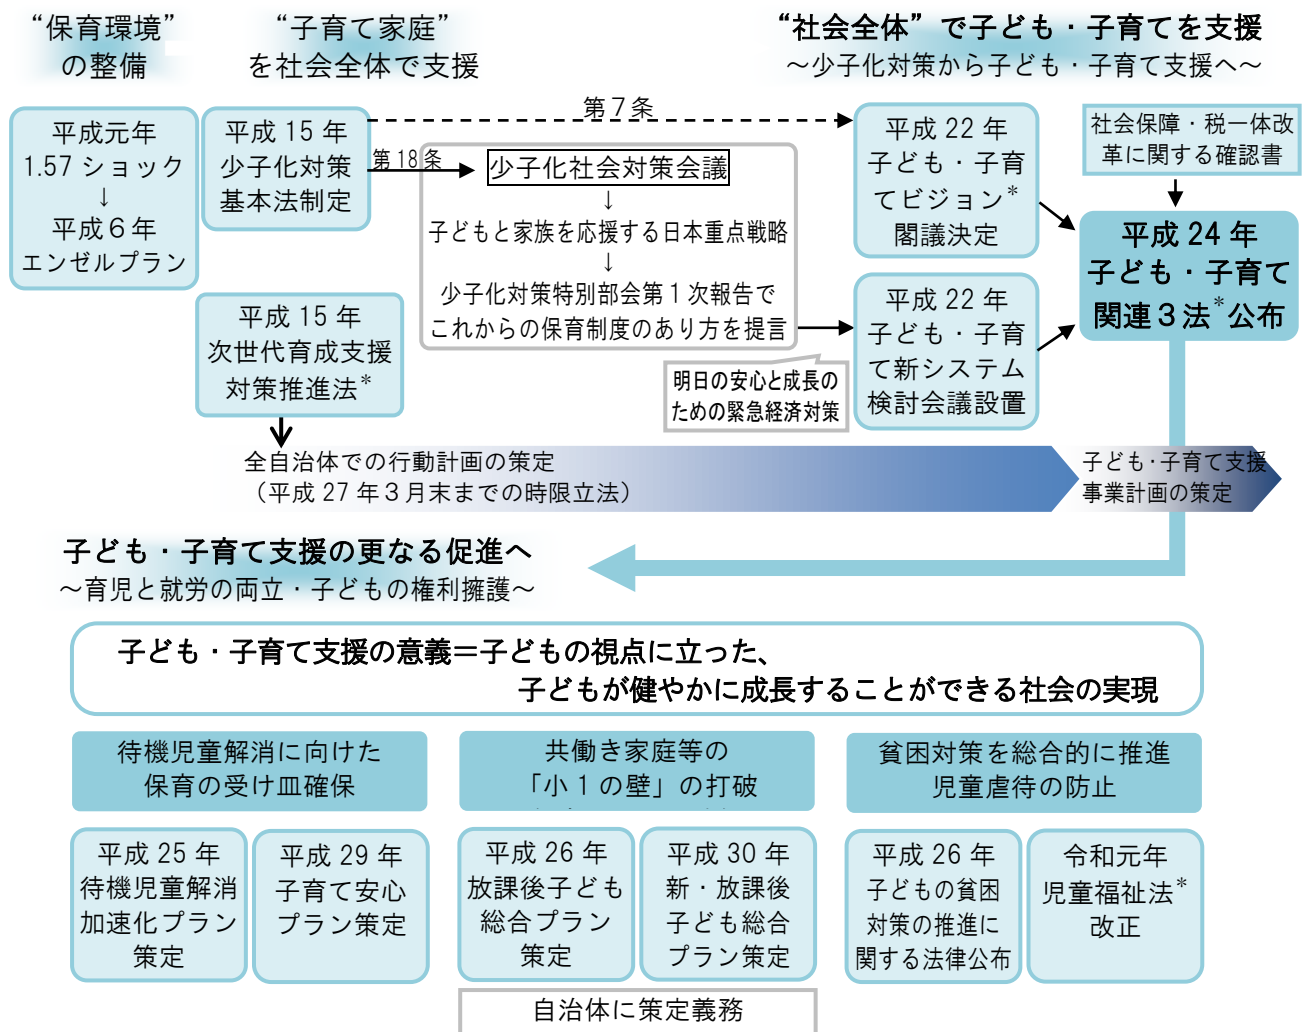 “保育環境”
の整備
“子育て家庭”
を社会全体で支援
“社会全体”で子ども・子育てを支援
～少子化対策から子ども・子育て支援へ～
平成元年
1.57ショック
↓
平成６年
エンゼルプラン
平成15年
少子化対策
基本法制定
第７条
第18条
少子化社会対策会議
↓
子どもと家族を応援する日本重点戦略
↓
少子化対策特別部会第１次報告で
これからの保育制度のあり方を提言
平成22年
子ども・子育
てビジョン*
閣議決定
社会保障・税一体改
革に関する確認書
平成24年
子ども・子育て
関連３法*公布
平成15年
次世代育成支援
対策推進法*
明日の安心と成長の
ための緊急経済対策
平成22年
子ども・子育
て新システム
検討会議設置
全自治体での行動計画の策定
（平成27年３月末までの時限立法）
子ども・子育て支援
事業計画の策定
子ども・子育て支援の更なる促進へ
～育児と就労の両立・子どもの権利擁護～
子ども・子育て支援の意義＝子どもの視点に立った、
子どもが健やかに成長することができる社会の実現
待機児童解消に向けた
保育の受け皿確保
共働き家庭等の
「小１の壁」の打破
貧困対策を総合的に推進
児童虐待の防止
平成25年
待機児童解消
加速化プラン
策定
平成29年
子育て安心
プラン策定
平成26年
放課後子ども
総合プラン
策定
平成30年
新・放課後
子ども総合
プラン策定
平成26年
子どもの貧困
対策の推進に
関する法律公布
令和元年
児童福祉法*
改正
自治体に策定義務